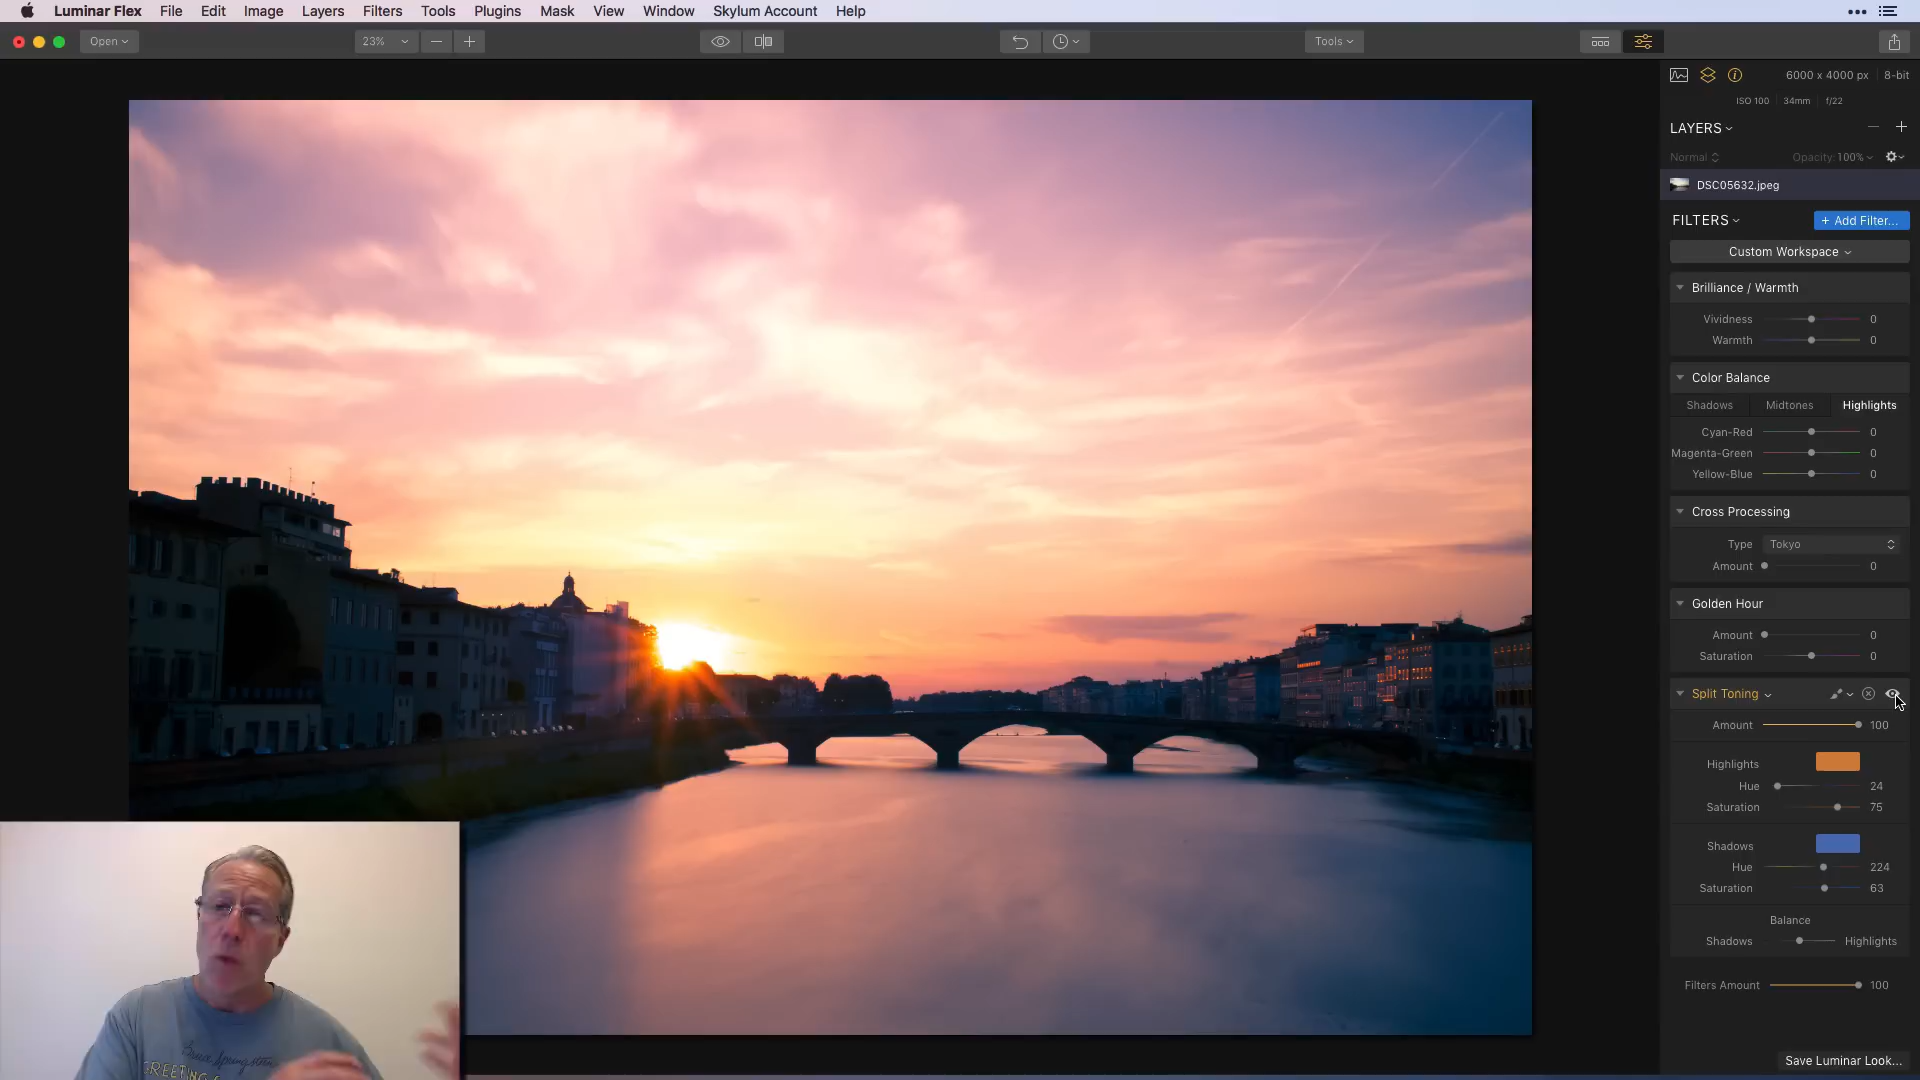 Luminar Flex File Edit Image Layers Filters Tools Plugins Mask View Window Skylum Account Help
Open 23% Tools
6000 x 4000 px 8-bit
ISO 100 34mm f/22
LAYERS
Normal Opacity: 100%
DSC05632.jpeg
FILTERS + Add Filter...
Custom Workspace
Brilliance / Warmth
Vividness 0
Warmth 0
Color Balance
Shadows Midtones Highlights
Cyan-Red 0
Magenta-Green 0
Yellow-Blue 0
Cross Processing
Type Tokyo
Amount 0
Golden Hour
Amount 0
Saturation 0
Split Toning
Amount 100
Highlights
Hue 24
Saturation 75
Shadows
Hue 224
Saturation 63
Balance
Shadows Highlights
Filters Amount 100
Save Luminar Look...
Bruce Springsteen
GREETING